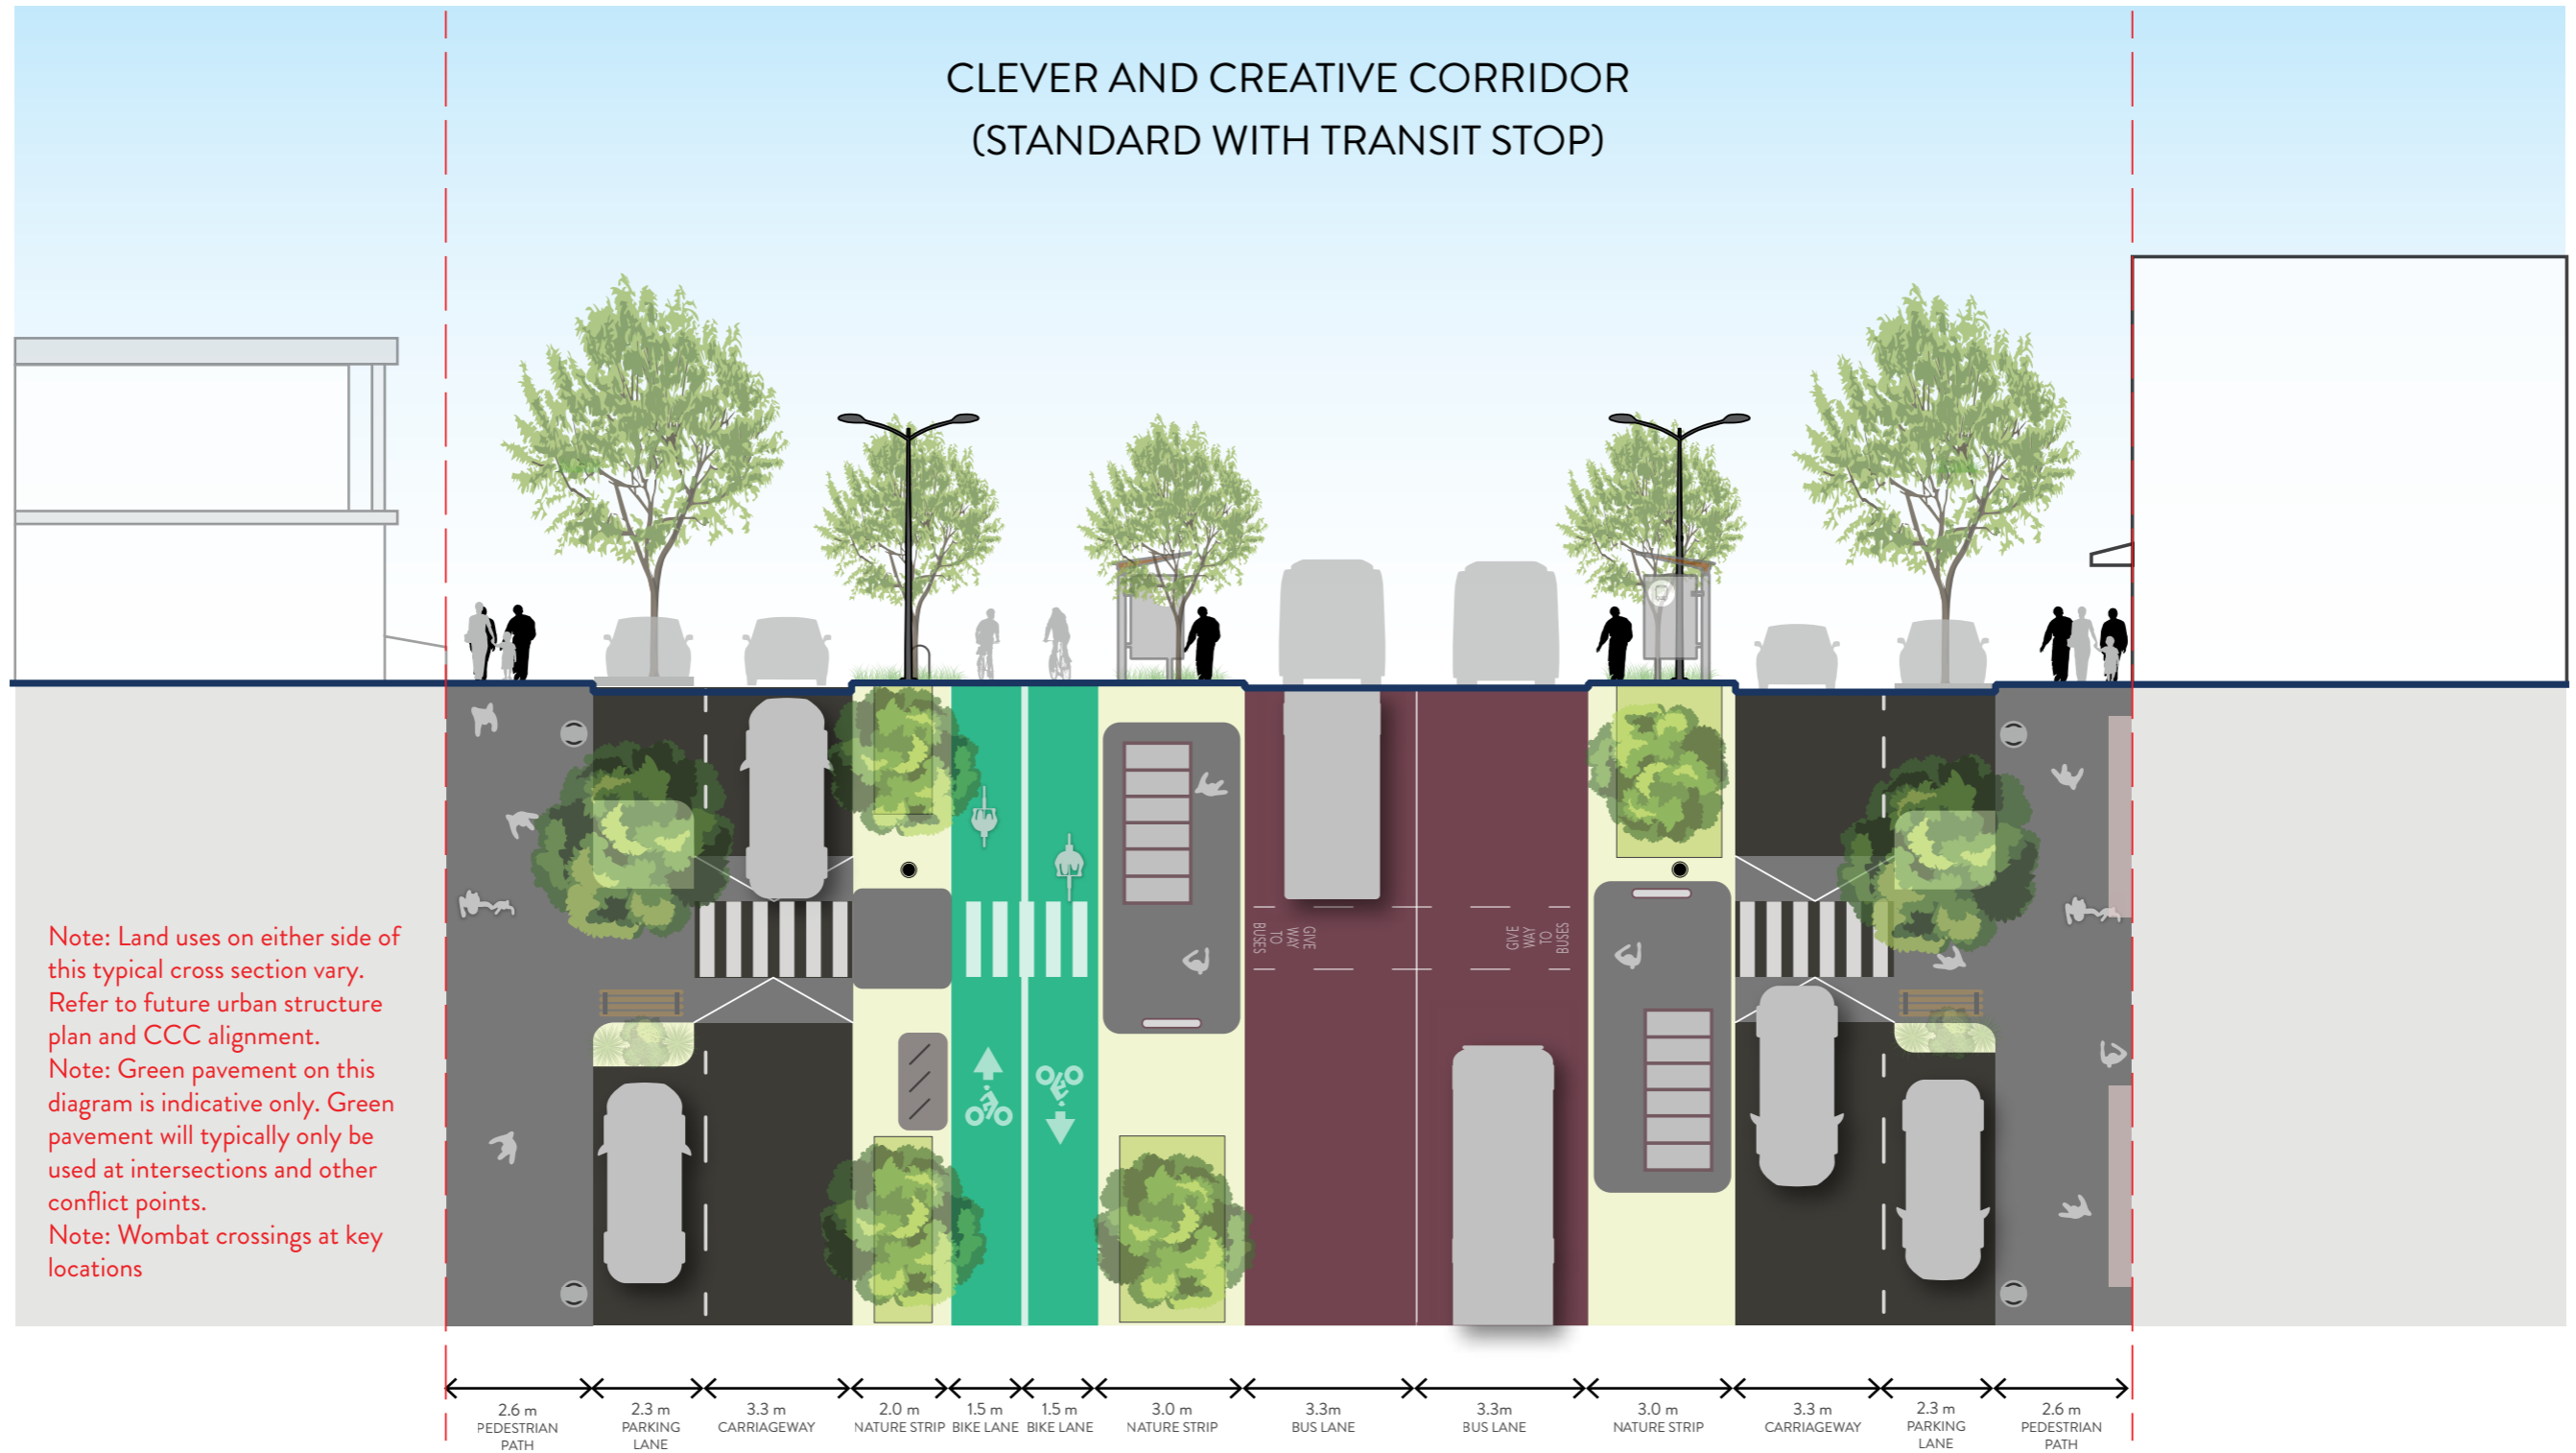 CLEVER AND CREATIVE CORRIDOR
(STANDARD WITH TRANSIT STOP)
Note: Land uses on either side of
this typical cross section vary.
Refer to future urban structure
plan and CCC alignment.
Note: Green pavement on this
diagram is indicative only. Green
pavement will typically only be
used at intersections and other
conflict points.
Note: Wombat crossings at key
locations
GIVE
WAY
TO
BUSES
GIVE
WAY
TO
BUSES
2.6 m
PEDESTRIAN
PATH
2.3 m
PARKING
LANE
3.3 m
CARRIAGEWAY
2.0 m
NATURE STRIP
1.5 m
BIKE LANE
1.5 m
BIKE LANE
3.0 m
NATURE STRIP
3.3m
BUS LANE
3.3m
BUS LANE
3.0 m
NATURE STRIP
3.3 m
CARRIAGEWAY
2.3 m
PARKING
LANE
2.6 m
PEDESTRIAN
PATH